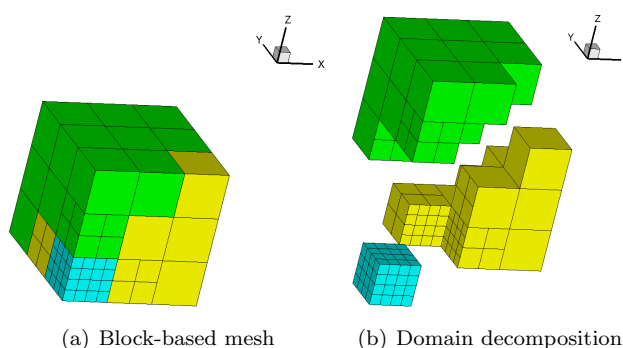 Z
Y
X
Z
Y
(a) Block-based mesh
(b) Domain decomposition